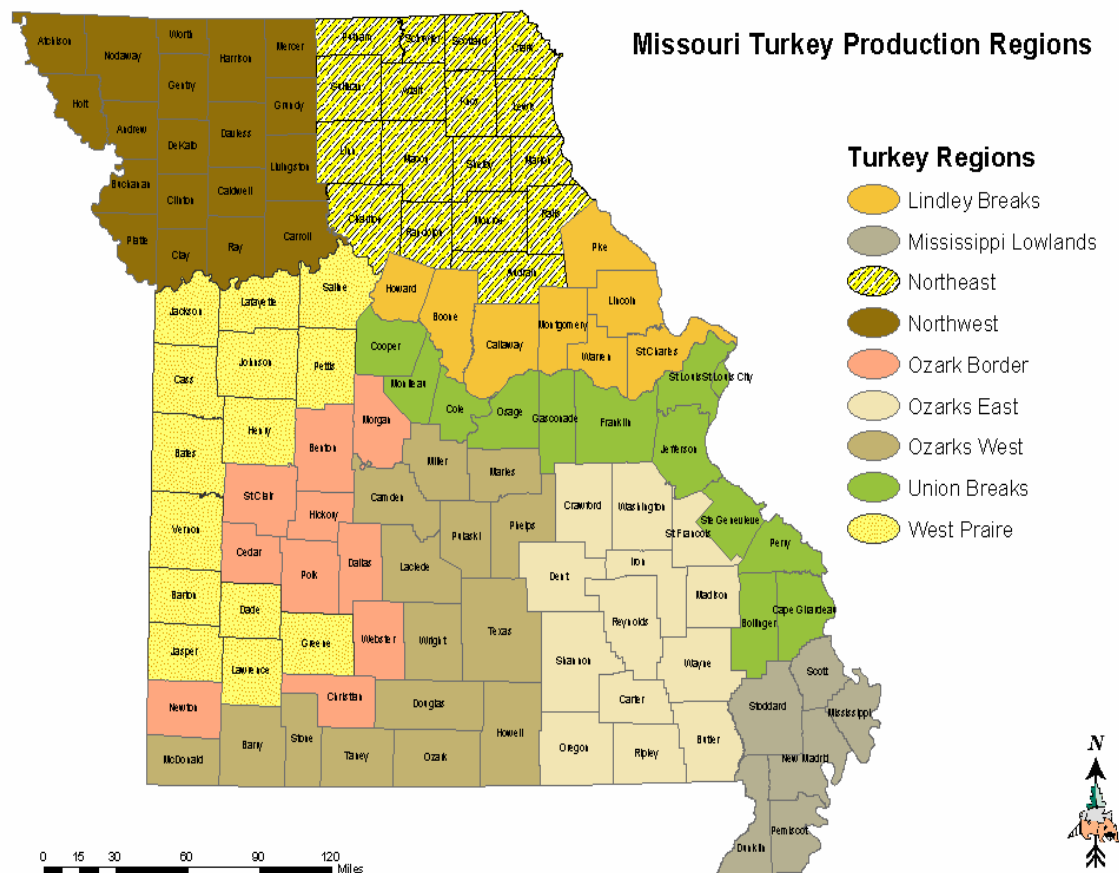 Missouri Turkey Production Regions
Turkey Regions
Lindley Breaks
Mississippi Lowlands
Northeast
Northwest
Ozark Border
Ozarks East
Ozarks West
Union Breaks
West Praire
Atchison
Nodaway
Worth
Harrison
Mercer
Putnam
Schuyler
Scotland
Clark
Holt
Gentry
Grundy
Sullivan
Adair
Knox
Lewis
Andrew
DeKalb
Daviess
Livingston
Linn
Macon
Shelby
Marion
Buchanan
Clinton
Caldwell
Chariton
Randolph
Monroe
Ralls
Platte
Clay
Ray
Carroll
Audrain
Pike
Jackson
Lafayette
Saline
Howard
Boone
Callaway
Montgomery
Lincoln
Warren
St Charles
Cass
Johnson
Pettis
Cooper
Moniteau
Cole
Osage
Gasconade
Franklin
St Louis
St Louis City
Jefferson
Bates
Henry
Benton
Morgan
Miller
Maries
Camden
Pulaski
Phelps
Crawford
Washington
St Francois
Ste Genevieve
Perry
Vernon
St Clair
Hickory
Cedar
Polk
Dallas
Laclede
Dent
Iron
Madison
Bollinger
Cape Girardeau
Barton
Dade
Greene
Webster
Wright
Texas
Reynolds
Shannon
Wayne
Jasper
Lawrence
Newton
Christian
Douglas
Howell
Carter
Butler
Oregon
Ripley
McDonald
Barry
Stone
Taney
Ozark
Scott
Stoddard
Mississippi
New Madrid
Pemiscot
Dunklin
N
0 15 30 60 90 120
Miles